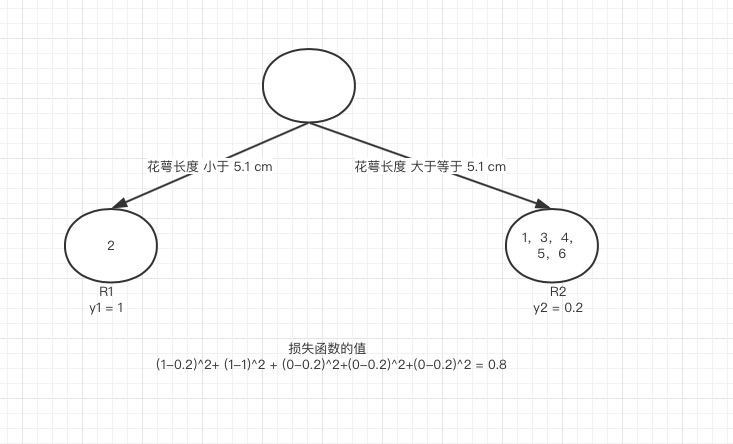 花萼长度 小于 5.1 cm
花萼长度 大于等于 5.1 cm
2
1，3，4，
5，6
R1
y1 = 1
R2
y2 = 0.2
损失函数的值
(1-0.2)^2+ (1-1)^2 + (0-0.2)^2+(0-0.2)^2+(0-0.2)^2 = 0.8